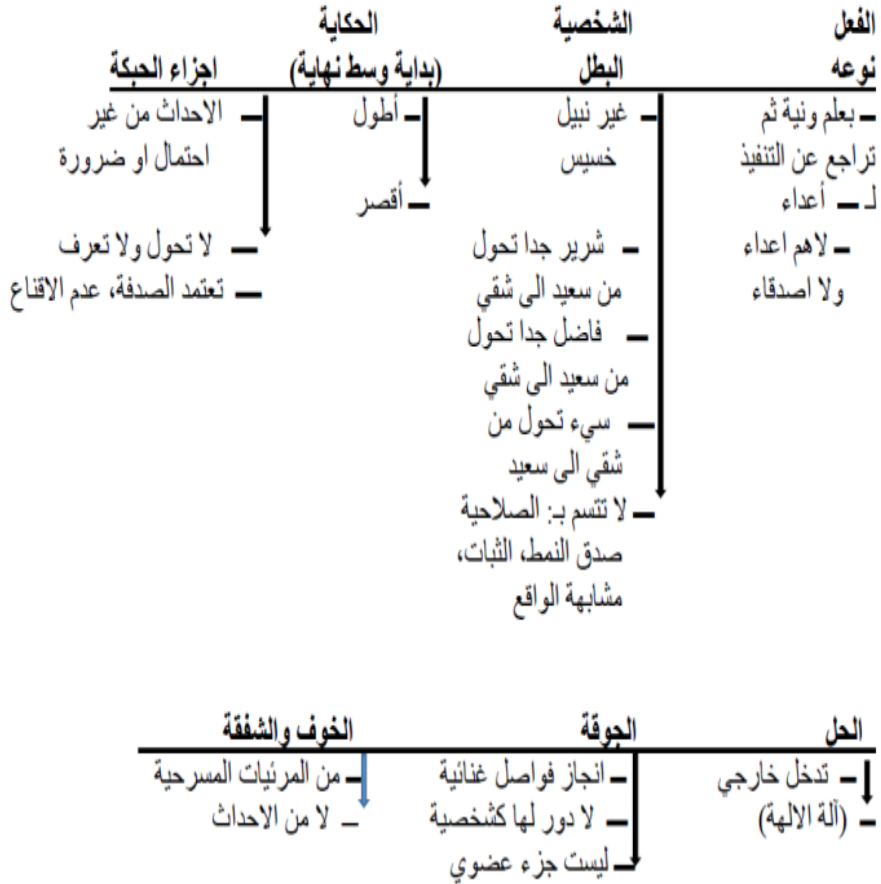 الفعل
نوعه
ـ بعلم ونية ثم
تراجع عن التنفيذ
لـ ـ أعداء
ـ لاهم اعداء
ولا اصدقاء
الشخصية
البطل
ـ غير نبيل
خسيس
ـ شرير جدا تحول
من سعيد الى شقي
ـ فاضل جدا تحول
من سعيد الى شقي
ـ سيء تحول من
شقي الى سعيد
ـ لا تتسم بـ: الصلاحية
صدق النمط، الثبات،
مشابهة الواقع
الحكاية
(بداية وسط نهاية)
ـ أطول
ـ أقصر
اجزاء الحبكة
ـ الاحداث من غير
احتمال او ضرورة
ـ لا تحول ولا تعرف
ـ تعتمد الصدفة، عدم الاقناع
الحل
ـ تدخل خارجي
ـ (آلة الالهة)
الجوقة
ـ انجاز فواصل غنائية
ـ لا دور لها كشخصية
ـ ليست جزء عضوي
الخوف والشفقة
ـ من المرئيات المسرحية
ـ لا من الاحداث